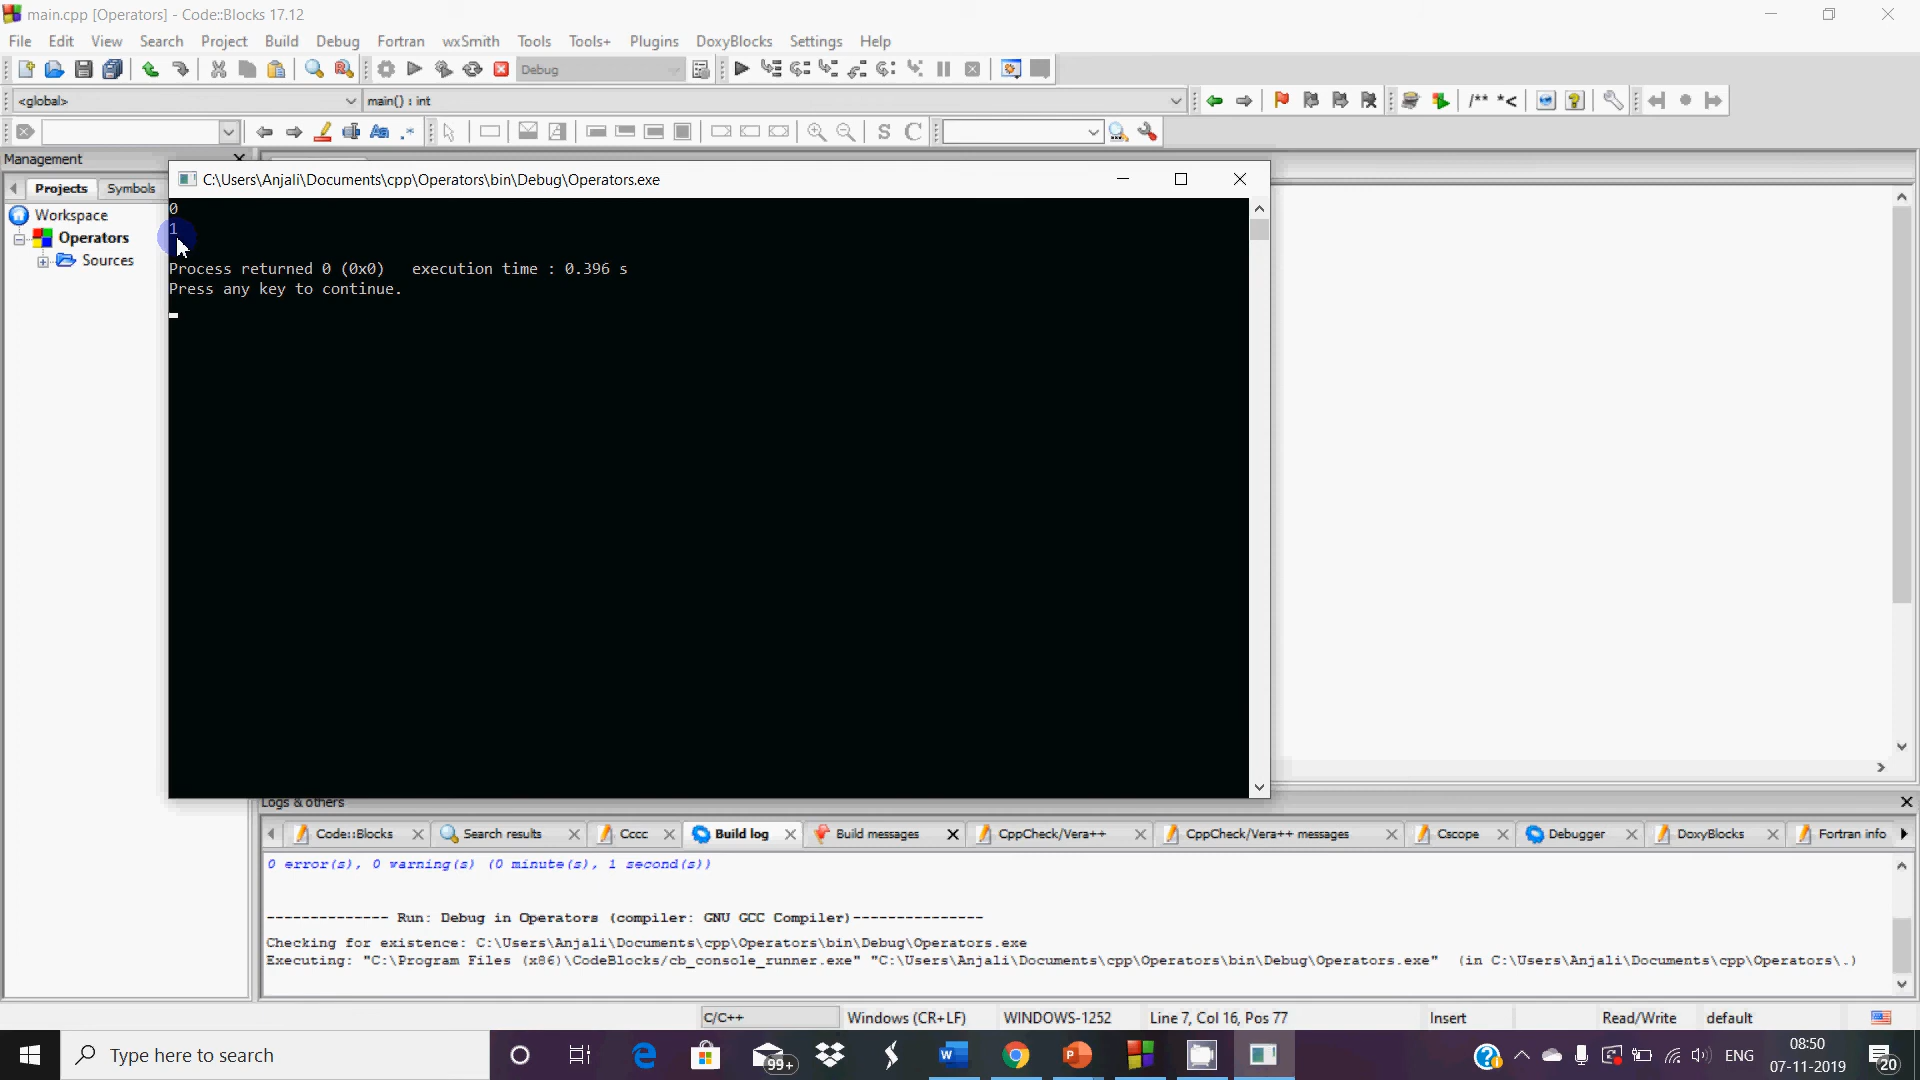 main.cpp [Operators] - Code::Blocks 17.12
File Edit View Search Project Build Debug Fortran wxSmith Tools Tools+ Plugins DoxyBlocks Settings Help
Debug
<global> main() : int /** *<
Management
Projects Symbols
Workspace
Operators
Sources
C:\Users\Anjali\Documents\cpp\Operators\bin\Debug\Operators.exe
0
1
Process returned 0 (0x0)   execution time : 0.396 s
Press any key to continue.
Logs & others
Code::Blocks Search results Cccc Build log Build messages CppCheck/Vera++ CppCheck/Vera++ messages Cscope Debugger DoxyBlocks Fortran info
0 error(s), 0 warning(s) (0 minute(s), 1 second(s))
-------------- Run: Debug in Operators (compiler: GNU GCC Compiler)---------------
Checking for existence: C:\Users\Anjali\Documents\cpp\Operators\bin\Debug\Operators.exe
Executing: "C:\Program Files (x86)\CodeBlocks/cb_console_runner.exe" "C:\Users\Anjali\Documents\cpp\Operators\bin\Debug\Operators.exe"  (in C:\Users\Anjali\Documents\cpp\Operators\.)
C/C++ Windows (CR+LF) WINDOWS-1252 Line 7, Col 16, Pos 77 Insert Read/Write default
Type here to search 99+ ENG 08:50
07-11-2019 20